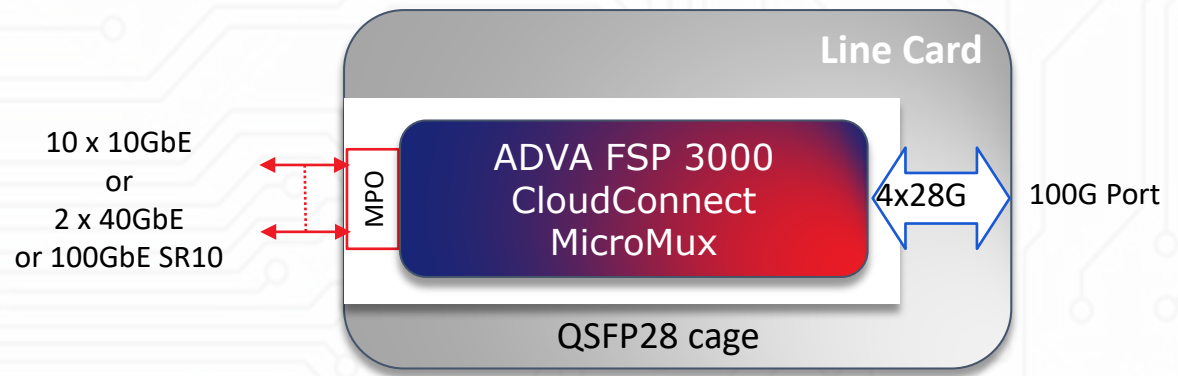 Line Card
10 x 10GbE
or
2 x 40GbE
or 100GbE SR10
MPO
ADVA FSP 3000
CloudConnect
MicroMux
4x28G
100G Port
QSFP28 cage